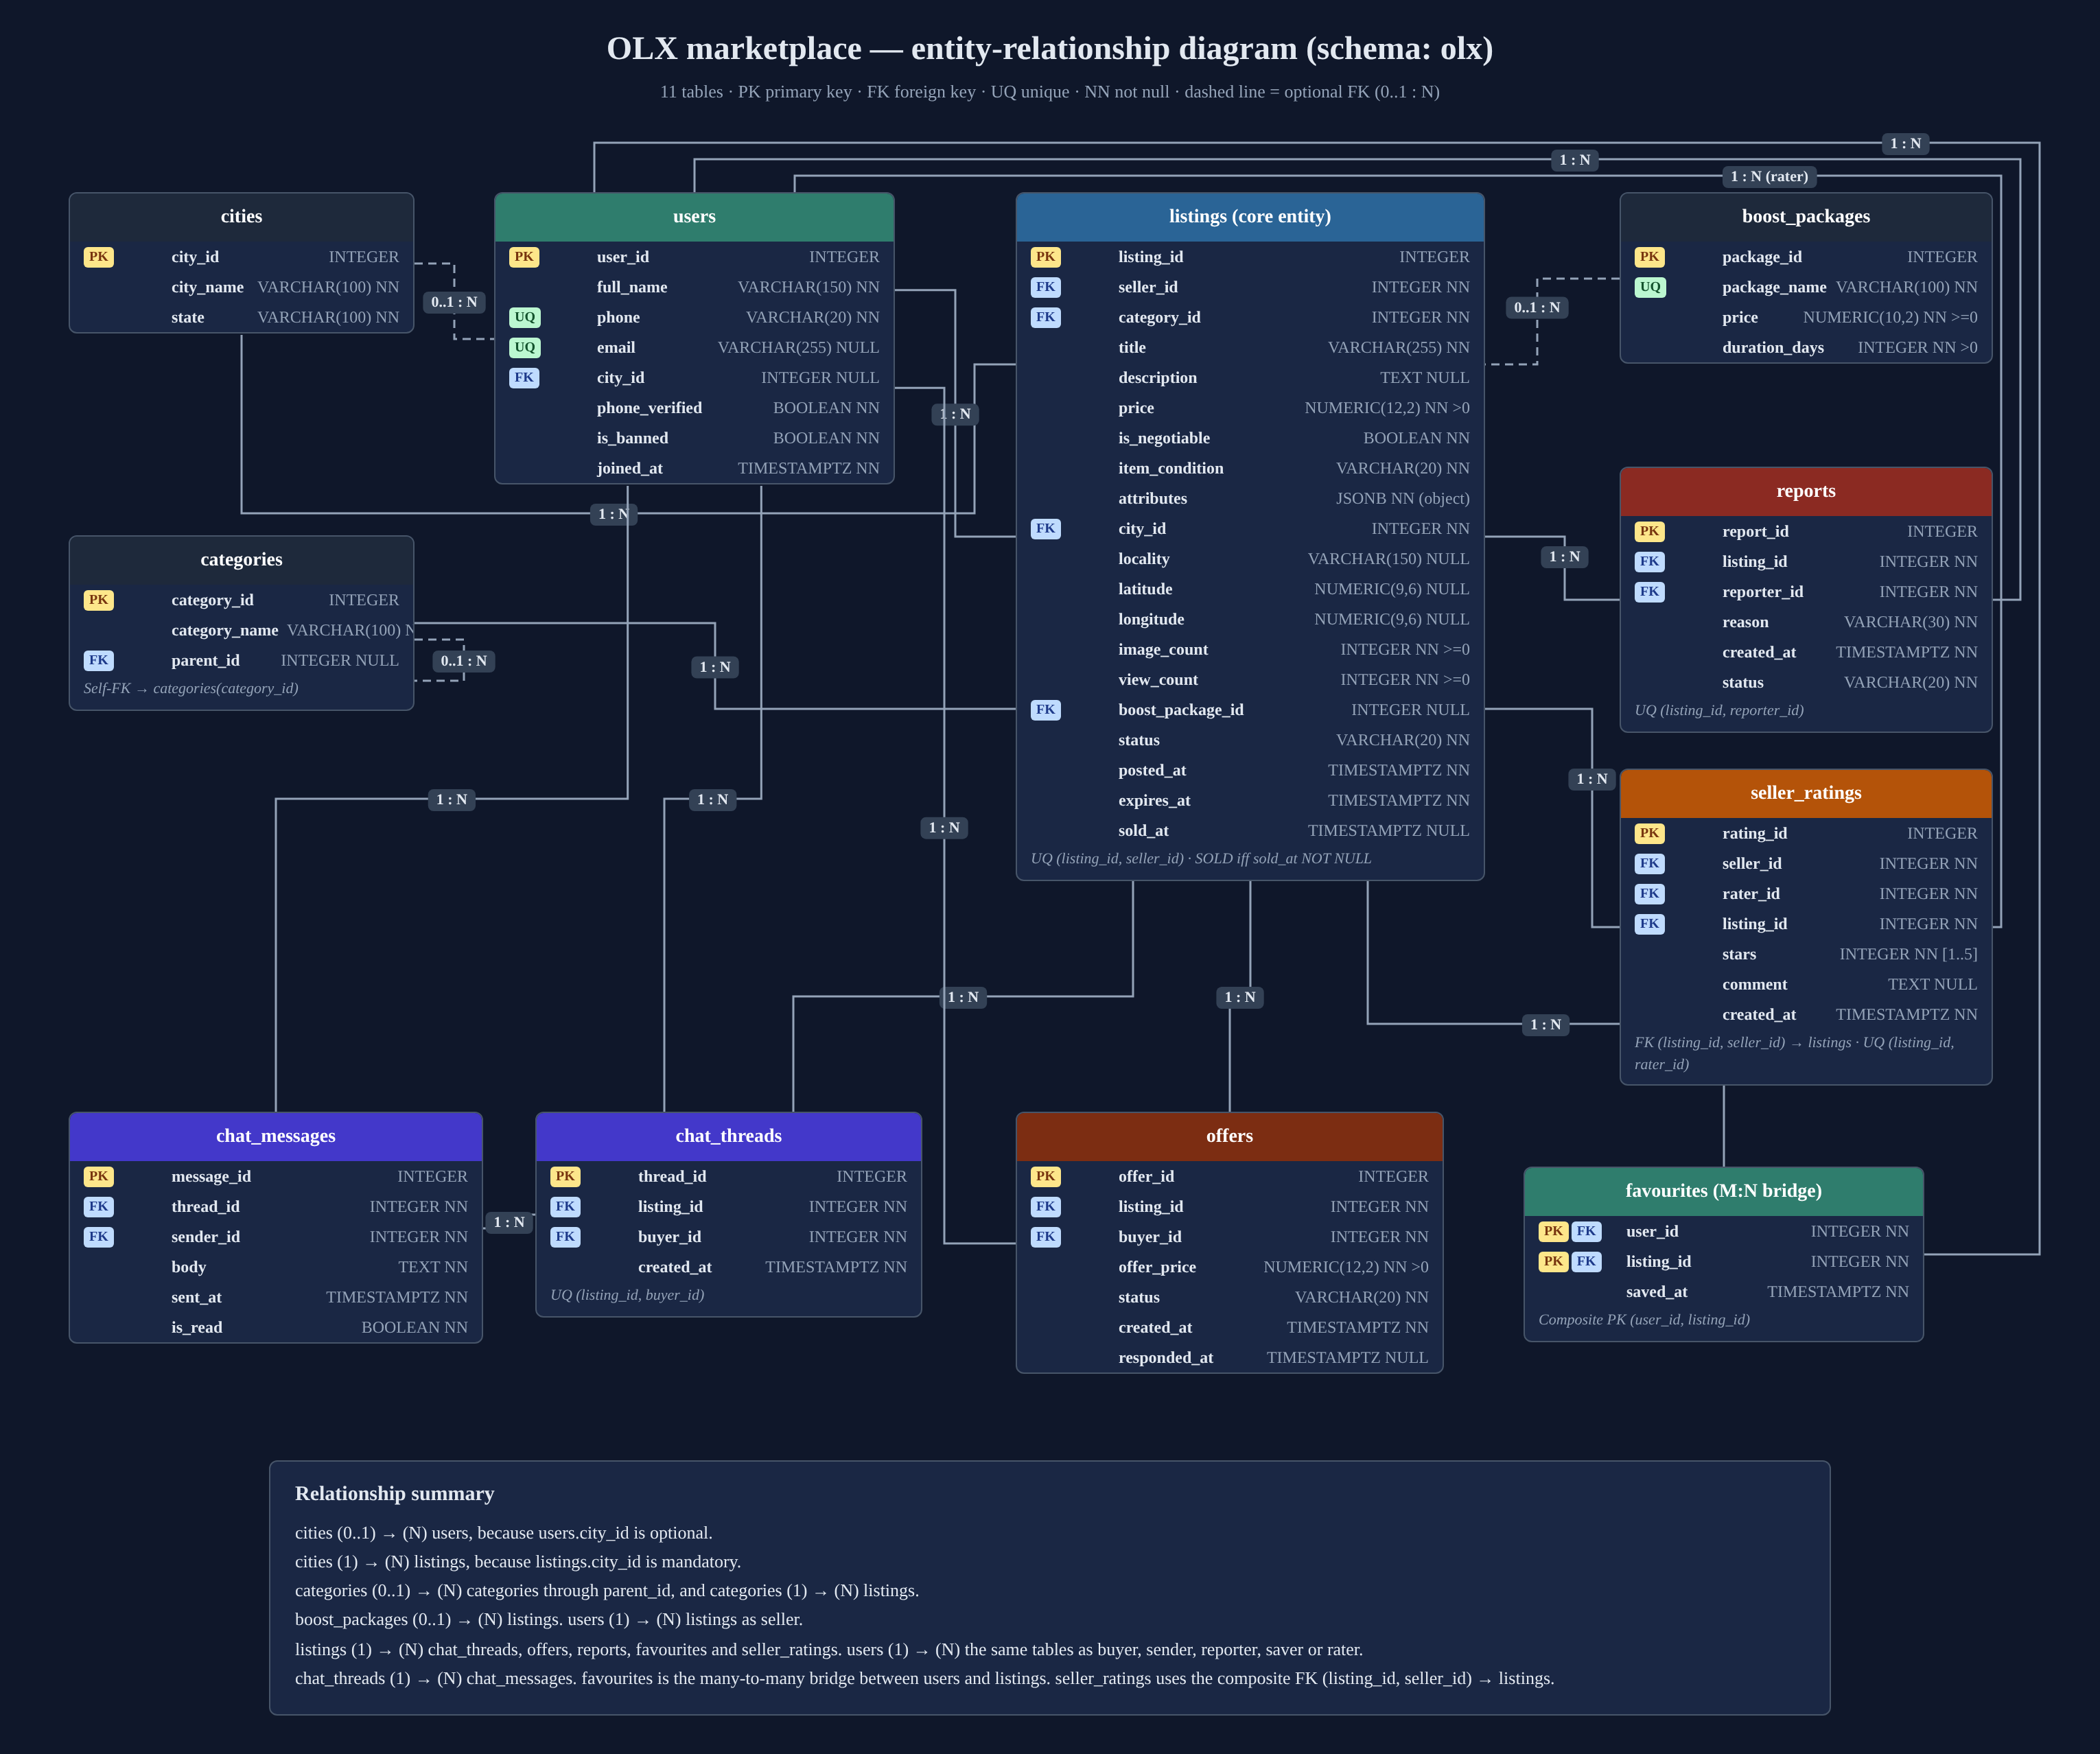 OLX marketplace — entity-relationship diagram (schema: olx)
11 tables · PK primary key · FK foreign key · UQ unique · NN not null · dashed line = optional FK (0..1 : N)
1 : N
1 : N
1 : N (rater)
cities
PK city_id INTEGER
city_name VARCHAR(100) NN
state VARCHAR(100) NN
0..1 : N
users
PK user_id INTEGER
full_name VARCHAR(150) NN
UQ phone VARCHAR(20) NN
UQ email VARCHAR(255) NULL
FK city_id INTEGER NULL
phone_verified BOOLEAN NN
is_banned BOOLEAN NN
joined_at TIMESTAMPTZ NN
1 : N
1 : N
listings (core entity)
PK listing_id INTEGER
FK seller_id INTEGER NN
FK category_id INTEGER NN
title VARCHAR(255) NN
description TEXT NULL
price NUMERIC(12,2) NN >0
is_negotiable BOOLEAN NN
item_condition VARCHAR(20) NN
attributes JSONB NN (object)
FK city_id INTEGER NN
locality VARCHAR(150) NULL
latitude NUMERIC(9,6) NULL
longitude NUMERIC(9,6) NULL
image_count INTEGER NN >=0
view_count INTEGER NN >=0
FK boost_package_id INTEGER NULL
status VARCHAR(20) NN
posted_at TIMESTAMPTZ NN
expires_at TIMESTAMPTZ NN
sold_at TIMESTAMPTZ NULL
UQ (listing_id, seller_id) · SOLD iff sold_at NOT NULL
0..1 : N
boost_packages
PK package_id INTEGER
UQ package_name VARCHAR(100) NN
price NUMERIC(10,2) NN >=0
duration_days INTEGER NN >0
categories
PK category_id INTEGER
category_name VARCHAR(100) N
FK parent_id INTEGER NULL
Self-FK → categories(category_id)
0..1 : N
1 : N
1 : N
reports
PK report_id INTEGER
FK listing_id INTEGER NN
FK reporter_id INTEGER NN
reason VARCHAR(30) NN
created_at TIMESTAMPTZ NN
status VARCHAR(20) NN
UQ (listing_id, reporter_id)
1 : N
1 : N
1 : N
1 : N
seller_ratings
PK rating_id INTEGER
FK seller_id INTEGER NN
FK rater_id INTEGER NN
FK listing_id INTEGER NN
stars INTEGER NN [1..5]
comment TEXT NULL
created_at TIMESTAMPTZ NN
FK (listing_id, seller_id) → listings · UQ (listing_id,
rater_id)
1 : N
1 : N
1 : N
chat_messages
PK message_id INTEGER
FK thread_id INTEGER NN
FK sender_id INTEGER NN
body TEXT NN
sent_at TIMESTAMPTZ NN
is_read BOOLEAN NN
1 : N
chat_threads
PK thread_id INTEGER
FK listing_id INTEGER NN
FK buyer_id INTEGER NN
created_at TIMESTAMPTZ NN
UQ (listing_id, buyer_id)
offers
PK offer_id INTEGER
FK listing_id INTEGER NN
FK buyer_id INTEGER NN
offer_price NUMERIC(12,2) NN >0
status VARCHAR(20) NN
created_at TIMESTAMPTZ NN
responded_at TIMESTAMPTZ NULL
favourites (M:N bridge)
PK FK user_id INTEGER NN
PK FK listing_id INTEGER NN
saved_at TIMESTAMPTZ NN
Composite PK (user_id, listing_id)
Relationship summary
cities (0..1) → (N) users, because users.city_id is optional.
cities (1) → (N) listings, because listings.city_id is mandatory.
categories (0..1) → (N) categories through parent_id, and categories (1) → (N) listings.
boost_packages (0..1) → (N) listings. users (1) → (N) listings as seller.
listings (1) → (N) chat_threads, offers, reports, favourites and seller_ratings. users (1) → (N) the same tables as buyer, sender, reporter, saver or rater.
chat_threads (1) → (N) chat_messages. favourites is the many-to-many bridge between users and listings. seller_ratings uses the composite FK (listing_id, seller_id) → listings.